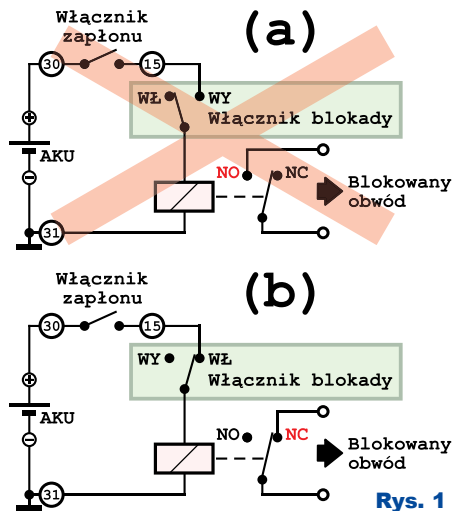 Włącznik
zapłonu
(a)
30
15
WŁ
WY
Włącznik blokady
+
AKU
−
NO
NC
Blokowany
obwód
31
Włącznik
zapłonu
(b)
30
15
WY
WŁ
Włącznik blokady
+
AKU
−
NO
NC
Blokowany
obwód
31
Rys. 1